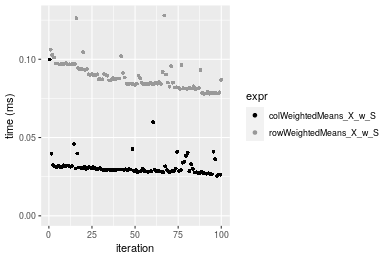 0.10
0.05
0.00
time (ms)
0
25
50
75
100
iteration
expr
colWeightedMeans_X_w_S
rowWeightedMeans_X_w_S